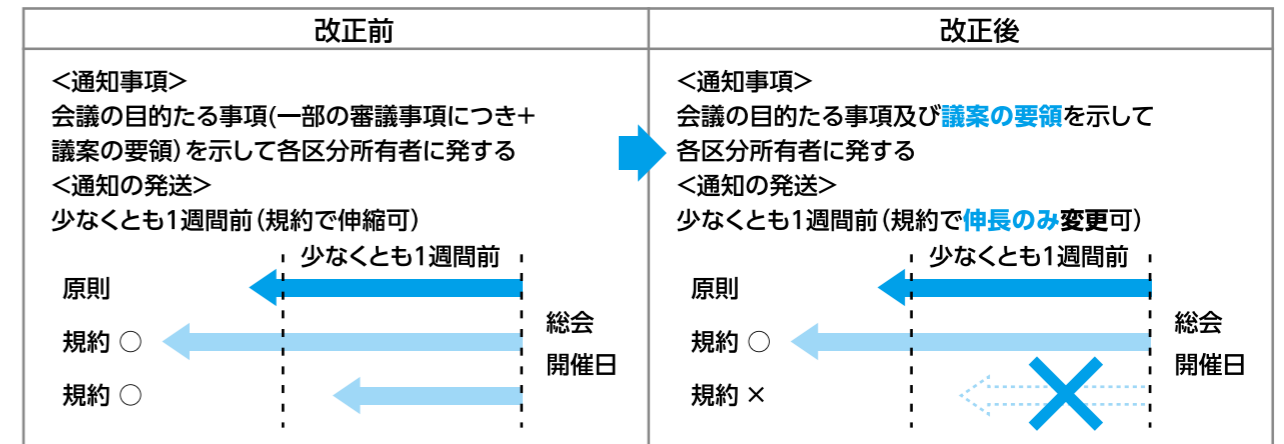 改正前
<通知事項>
会議の目的たる事項(一部の審議事項につき＋
議案の要領)を示して各区分所有者に発する
<通知の発送>
少なくとも1週間前(規約で伸縮可)
少なくとも1週間前
原則
規約 ○
規約 ○
総会
開催日
改正後
<通知事項>
会議の目的たる事項及び議案の要領を示して
各区分所有者に発する
<通知の発送>
少なくとも1週間前(規約で伸長のみ変更可)
少なくとも1週間前
原則
規約 ○
規約 ×
総会
開催日